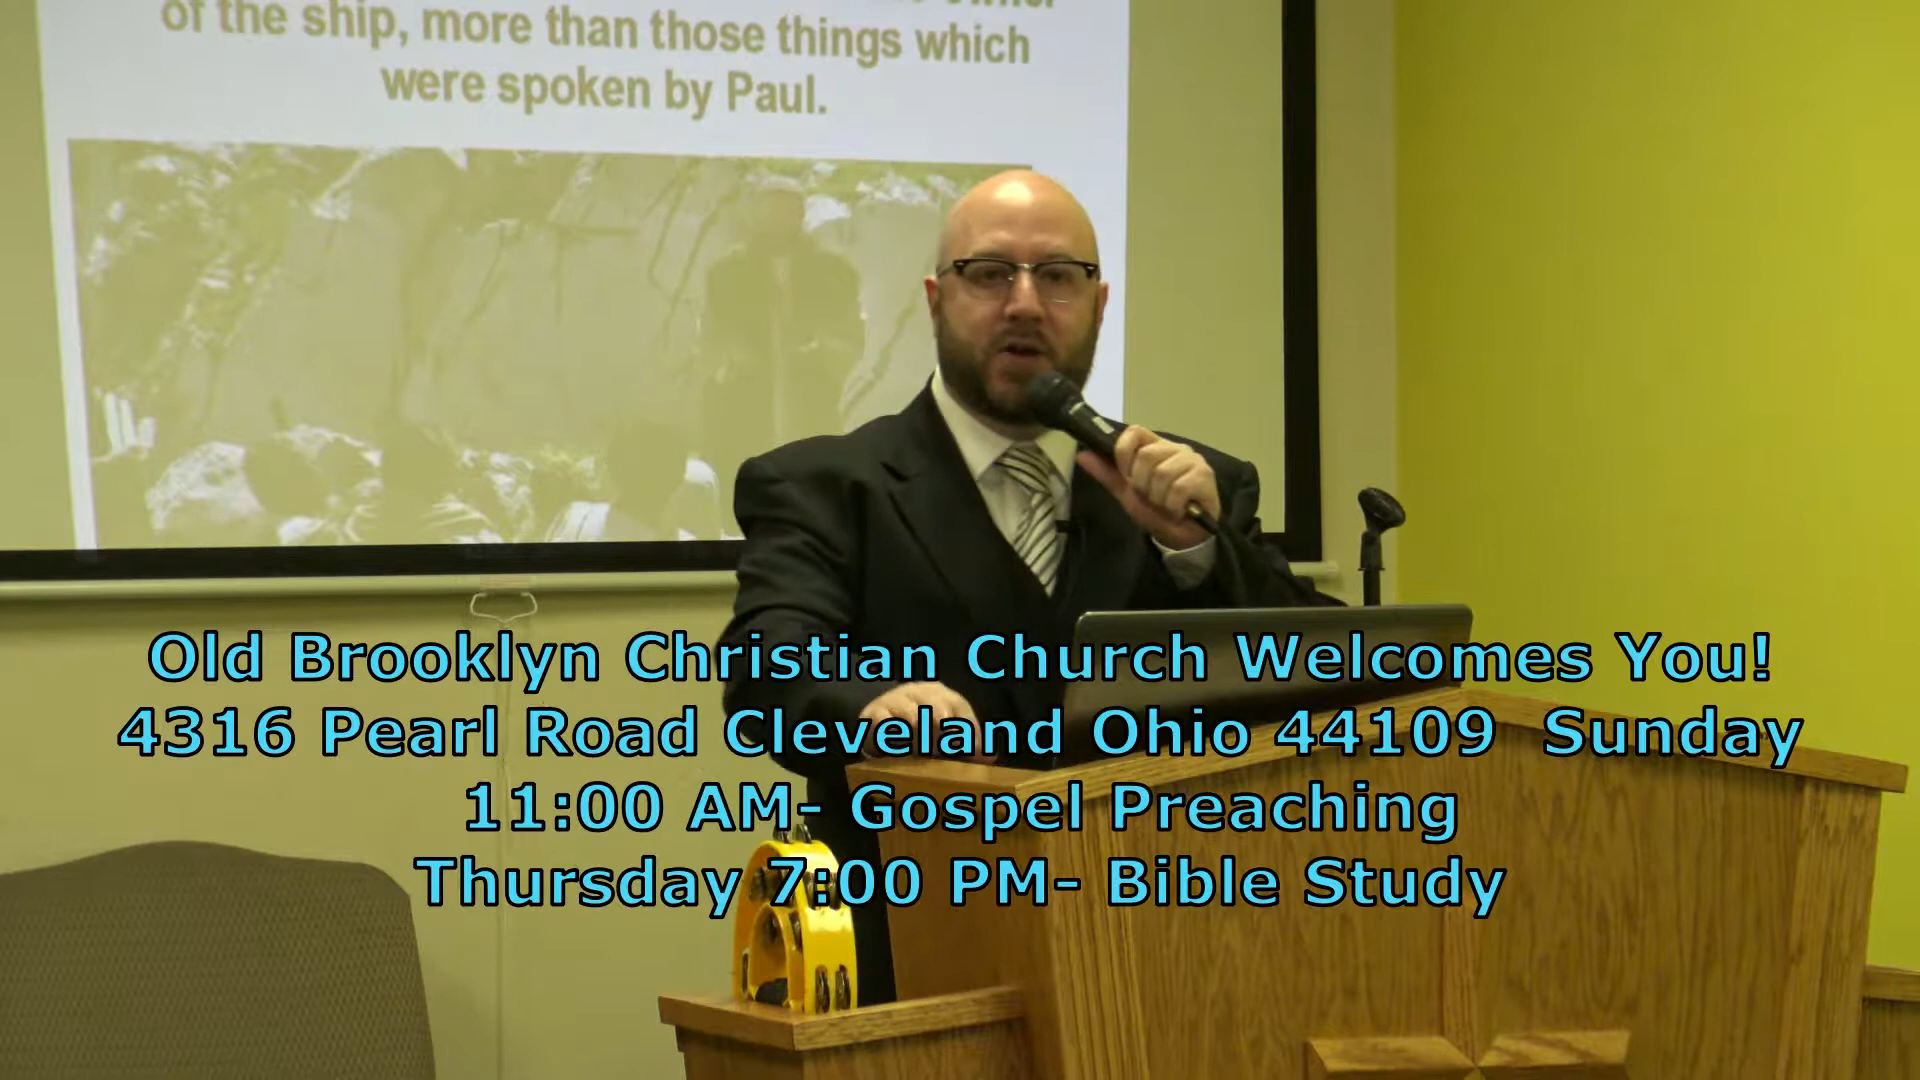 of the ship, more than those things which
were spoken by Paul.
Old Brooklyn Christian Church Welcomes You!
4316 Pearl Road Cleveland Ohio 44109  Sunday
11:00 AM- Gospel Preaching
Thursday 7:00 PM- Bible Study